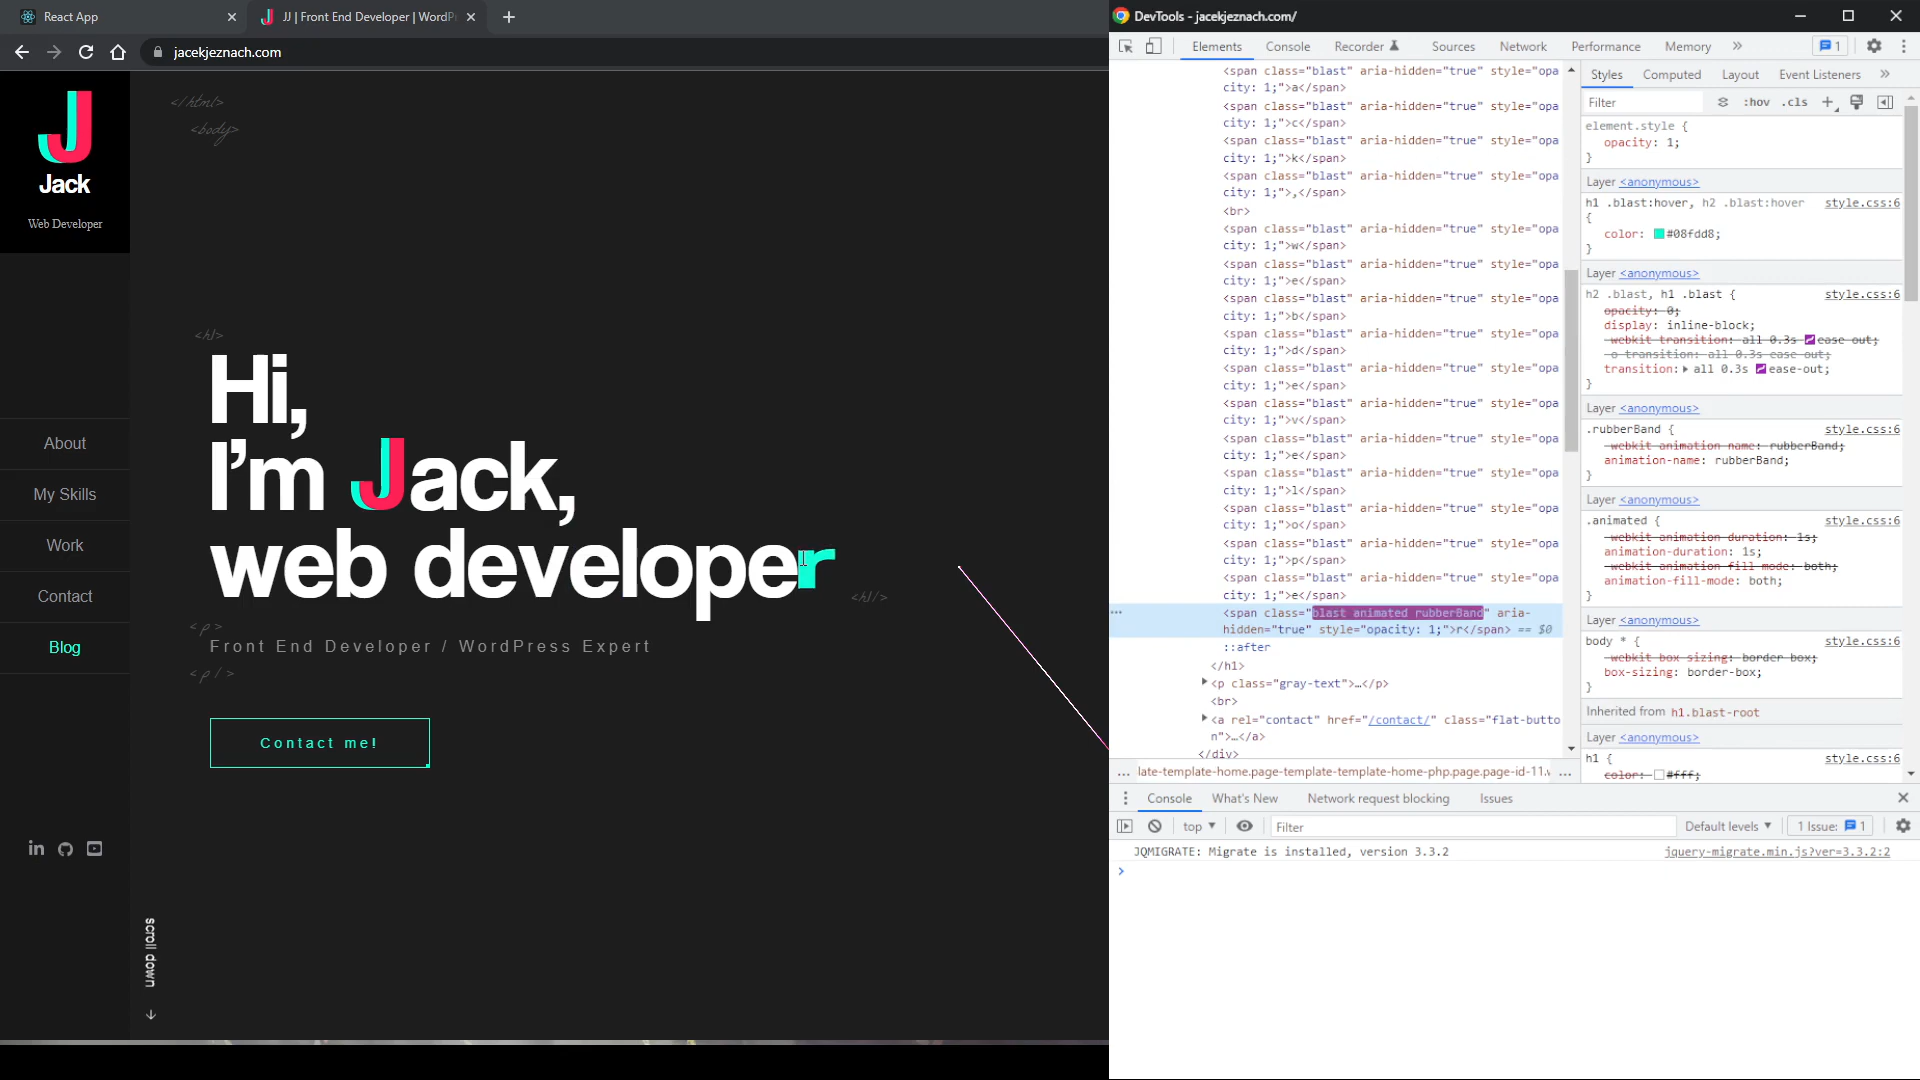 React App
JJ | Front End Developer | WordPr
DevTools - jacekjeznach.com/
jacekjeznach.com
J
Jack
Web Developer
About
My Skills
Work
Contact
Blog
</html>
<body>
<h1>
Hi,
I'm Jack,
web developer
<h1/>
<p>
Front End Developer / WordPress Expert
<p/>
Contact me!
scroll down
Elements
Console
Recorder
Sources
Network
Performance
Memory
1
<span class="blast" aria-hidden="true" style="opa
city: 1;">a</span>
<span class="blast" aria-hidden="true" style="opa
city: 1;">c</span>
<span class="blast" aria-hidden="true" style="opa
city: 1;">k</span>
<span class="blast" aria-hidden="true" style="opa
city: 1;">,</span>
<br>
<span class="blast" aria-hidden="true" style="opa
city: 1;">w</span>
<span class="blast" aria-hidden="true" style="opa
city: 1;">e</span>
<span class="blast" aria-hidden="true" style="opa
city: 1;">b</span>
<span class="blast" aria-hidden="true" style="opa
city: 1;">d</span>
<span class="blast" aria-hidden="true" style="opa
city: 1;">e</span>
<span class="blast" aria-hidden="true" style="opa
city: 1;">v</span>
<span class="blast" aria-hidden="true" style="opa
city: 1;">e</span>
<span class="blast" aria-hidden="true" style="opa
city: 1;">l</span>
<span class="blast" aria-hidden="true" style="opa
city: 1;">o</span>
<span class="blast" aria-hidden="true" style="opa
city: 1;">p</span>
<span class="blast" aria-hidden="true" style="opa
city: 1;">e</span>
<span class="blast animated rubberBand" aria-
hidden="true" style="opacity: 1;">r</span> == $0
::after
</h1>
<p class="gray-text">…</p>
<br>
<a rel="contact" href="/contact/" class="flat-butto
n">…</a>
</div>
... late-template-home.page-template-template-home-php.page.page-id-11.w ...
Styles
Computed
Layout
Event Listeners
Filter
:hov
.cls
element.style {
opacity: 1;
}
Layer <anonymous>
h1 .blast:hover, h2 .blast:hover
style.css:6
{
color: #08fdd8;
}
Layer <anonymous>
h2 .blast, h1 .blast {
style.css:6
opacity: 0;
display: inline-block;
-webkit-transition: all 0.3s ease-out;
-o-transition: all 0.3s ease-out;
transition: all 0.3s ease-out;
}
Layer <anonymous>
.rubberBand {
style.css:6
-webkit-animation-name: rubberBand;
animation-name: rubberBand;
}
Layer <anonymous>
.animated {
style.css:6
-webkit-animation-duration: 1s;
animation-duration: 1s;
-webkit-animation-fill-mode: both;
animation-fill-mode: both;
}
Layer <anonymous>
body * {
style.css:6
-webkit-box-sizing: border-box;
box-sizing: border-box;
}
Inherited from h1.blast-root
Layer <anonymous>
h1 {
style.css:6
color: #fff;
Console
What's New
Network request blocking
Issues
top
Filter
Default levels
1 Issue: 1
JQMIGRATE: Migrate is installed, version 3.3.2
jquery-migrate.min.js?ver=3.3.2:2